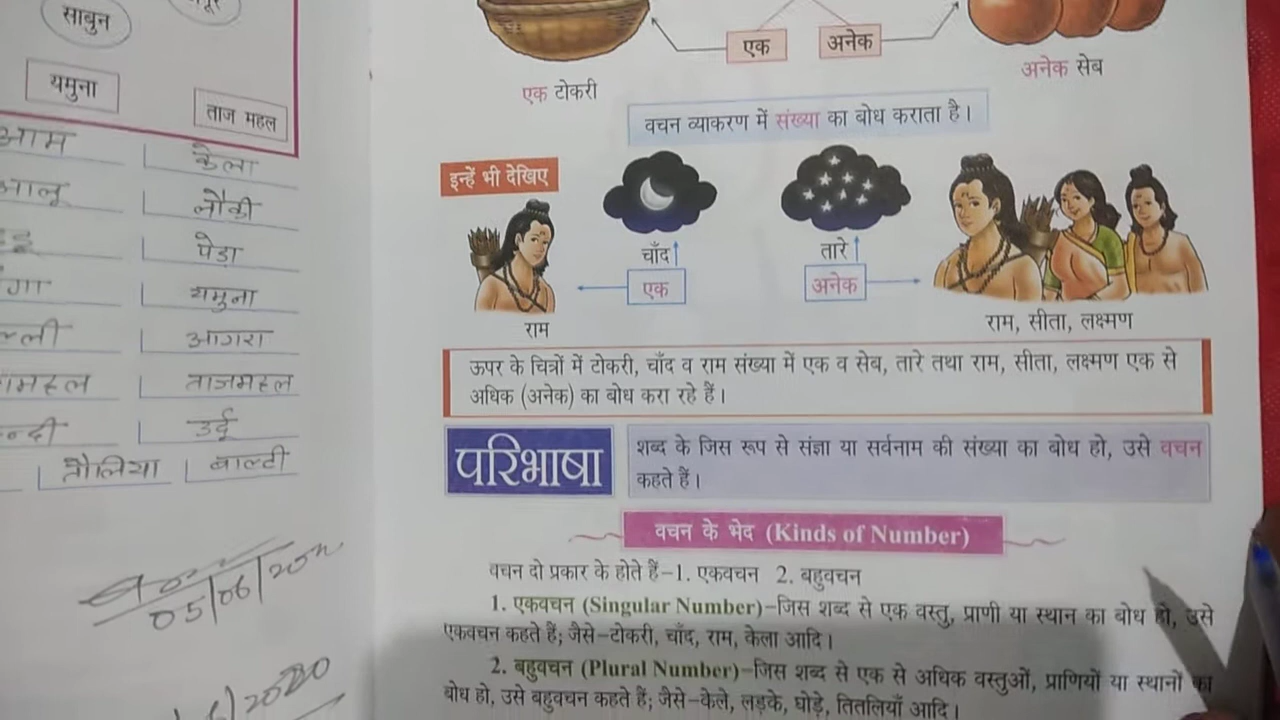 साबुन
यमुना
ताज महल
आम
केला
आलू
लौकी
पेड़ा
यमुना
आगरा
ताजमहल
उर्दू
तौलिया
बाल्टी
05/06/20
2020
एक
अनेक
एक टोकरी
अनेक सेब
वचन व्याकरण में संख्या का बोध कराता है।
इन्हें भी देखिए
चाँद
तारे
एक
अनेक
राम
राम, सीता, लक्ष्मण
ऊपर के चित्रों में टोकरी, चाँद व राम संख्या में एक व सेब, तारे तथा राम, सीता, लक्ष्मण एक से
अधिक (अनेक) का बोध करा रहे हैं।
परिभाषा
शब्द के जिस रूप से संज्ञा या सर्वनाम की संख्या का बोध हो, उसे वचन
कहते हैं।
वचन के भेद (Kinds of Number)
वचन दो प्रकार के होते हैं–1. एकवचन 2. बहुवचन
1. एकवचन (Singular Number)–जिस शब्द से एक वस्तु, प्राणी या स्थान का बोध हो, उसे
एकवचन कहते हैं; जैसे–टोकरी, चाँद, राम, केला आदि।
2. बहुवचन (Plural Number)–जिस शब्द से एक से अधिक वस्तुओं, प्राणियों या स्थानों का
बोध हो, उसे बहुवचन कहते हैं; जैसे–केले, लड़के, घोड़े, तितलियाँ आदि।